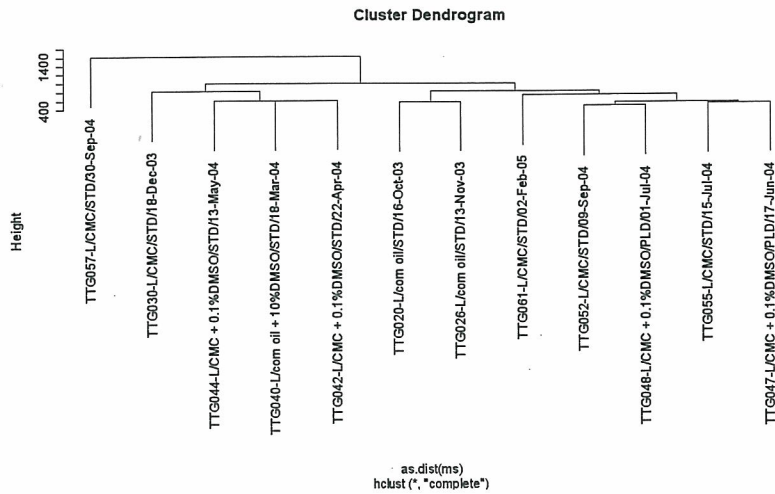 Cluster Dendrogram
1400
400
Height
TTG057-L/CMC/STD/30-Sep-04
TTG030-L/CMC/STD/18-Dec-03
TTG044-L/CMC + 0.1%DMSO/STD/13-May-04
TTG040-L/corn oil + 10%DMSO/STD/18-Mar-04
TTG042-L/CMC + 0.1%DMSO/STD/22-Apr-04
TTG020-L/corn oil/STD/16-Oct-03
TTG026-L/corn oil/STD/13-Nov-03
TTG061-L/CMC/STD/02-Feb-05
TTG052-L/CMC/STD/09-Sep-04
TTG048-L/CMC + 0.1%DMSO/PLD/01-Jul-04
TTG055-L/CMC/STD/15-Jul-04
TTG047-L/CMC + 0.1%DMSO/PLD/17-Jun-04
as.dist(ms)
hclust (*, "complete")